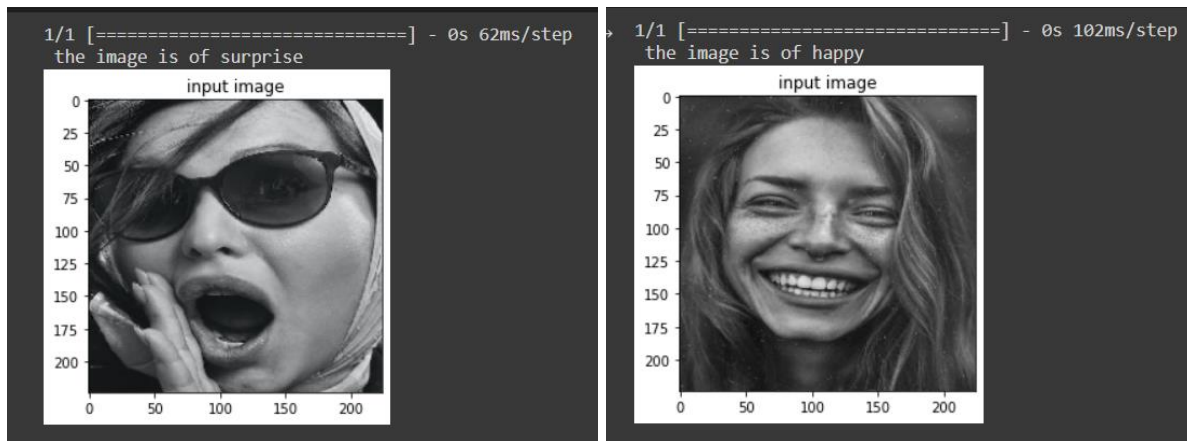 1/1 [==============================] - 0s 62ms/step
the image is of surprise
input image
0
25
50
75
100
125
150
175
200
0 50 100 150 200
1/1 [==============================] - 0s 102ms/step
the image is of happy
input image
0
25
50
75
100
125
150
175
200
0 50 100 150 200